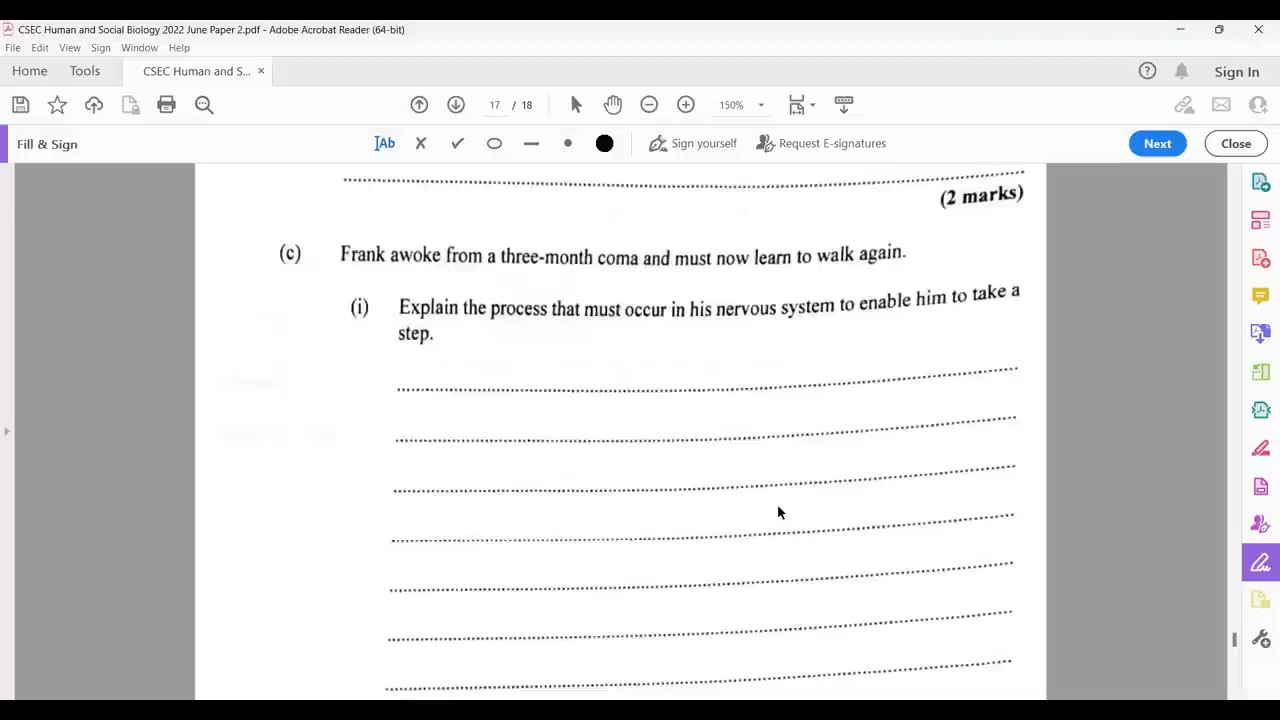 CSEC Human and Social Biology 2022 June Paper 2.pdf - Adobe Acrobat Reader (64-bit)
File Edit View Sign Window Help
Home Tools CSEC Human and S... × Sign In
17 / 18 150%
Fill & Sign Ab Sign yourself Request E-signatures Next Close
(2 marks)
(c) Frank awoke from a three-month coma and must now learn to walk again.
(i) Explain the process that must occur in his nervous system to enable him to take a
step.